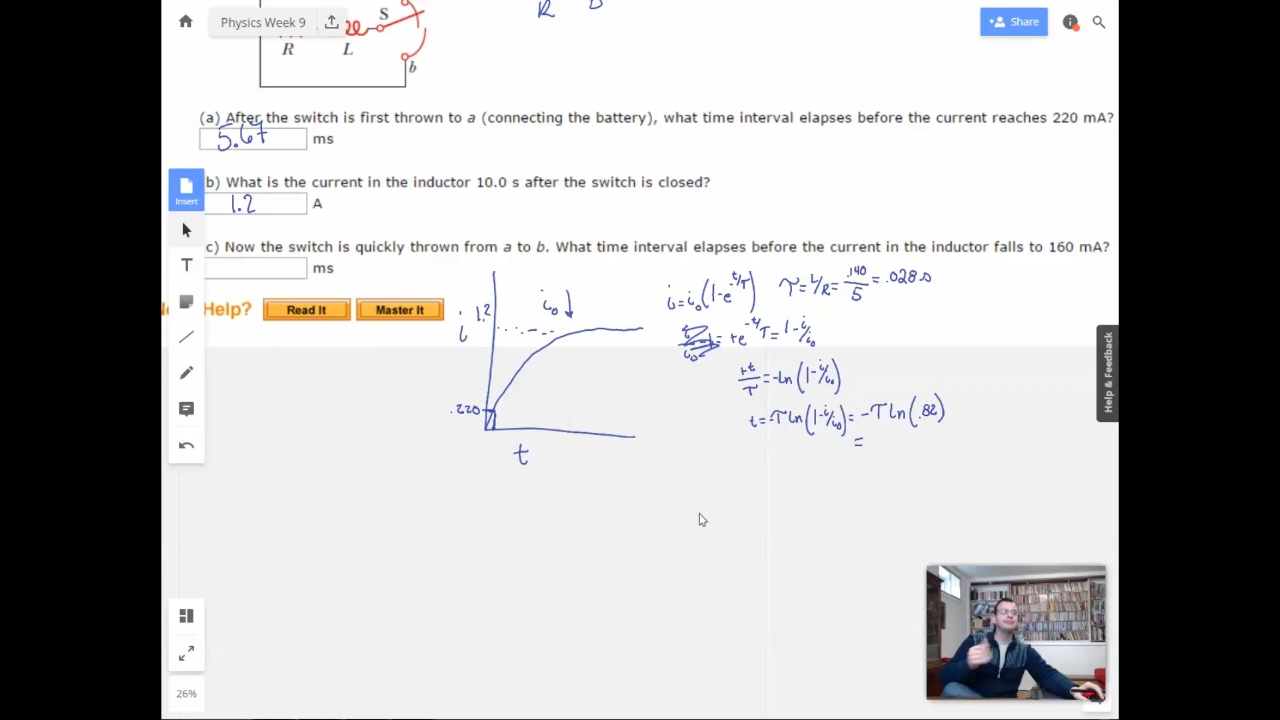 Physics Week 9
Share
S
R L
b
(a) After the switch is first thrown to a (connecting the battery), what time interval elapses before the current reaches 220 mA?
5.67 ms
b) What is the current in the inductor 10.0 s after the switch is closed?
1.2 A
c) Now the switch is quickly thrown from a to b. What time interval elapses before the current in the inductor falls to 160 mA?
ms
Help? Read It Master It
Insert
T
i 1.2 i₀
.220
t
i=i₀(1-e^-t/τ) τ=L/R=.140/5=.028s
+e^-t/τ=1-i/i₀
+t/τ=-ln(1-i/i₀)
t=-τln(1-i/i₀)=-τln(.82)
=
Help & Feedback
26%